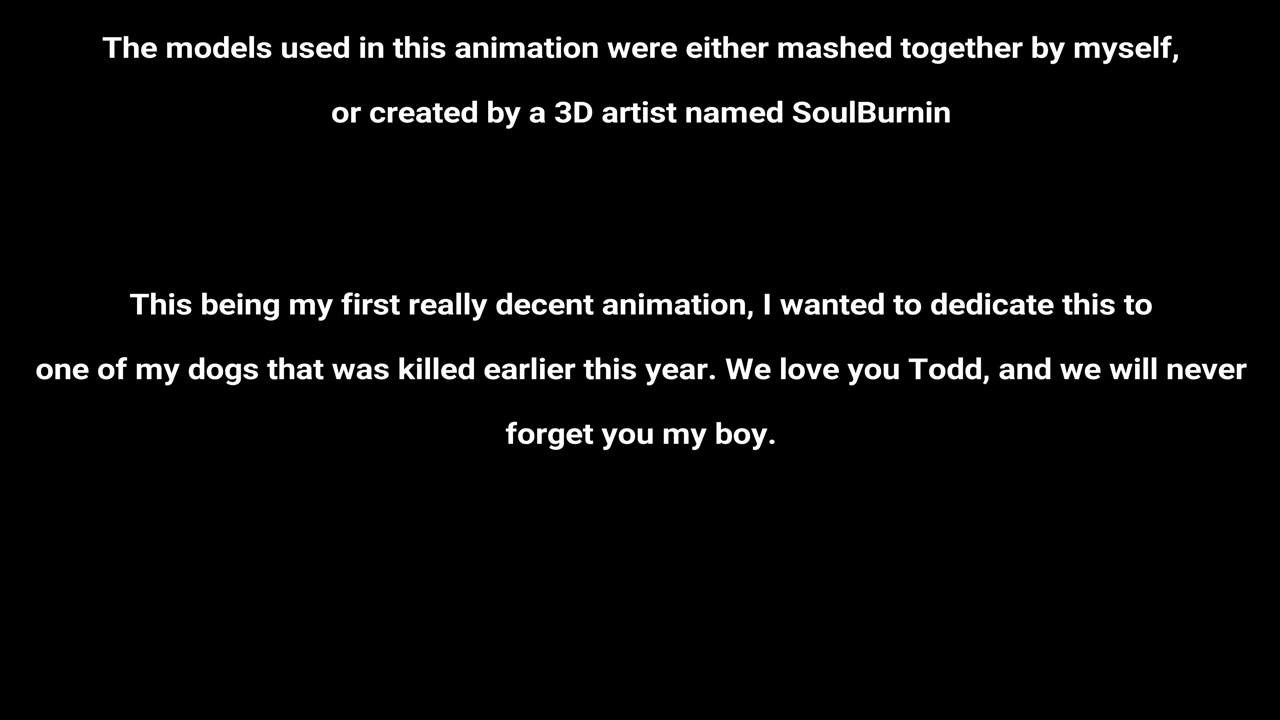 The models used in this animation were either mashed together by myself,
or created by a 3D artist named SoulBurnin
This being my first really decent animation, I wanted to dedicate this to
one of my dogs that was killed earlier this year. We love you Todd, and we will never
forget you my boy.